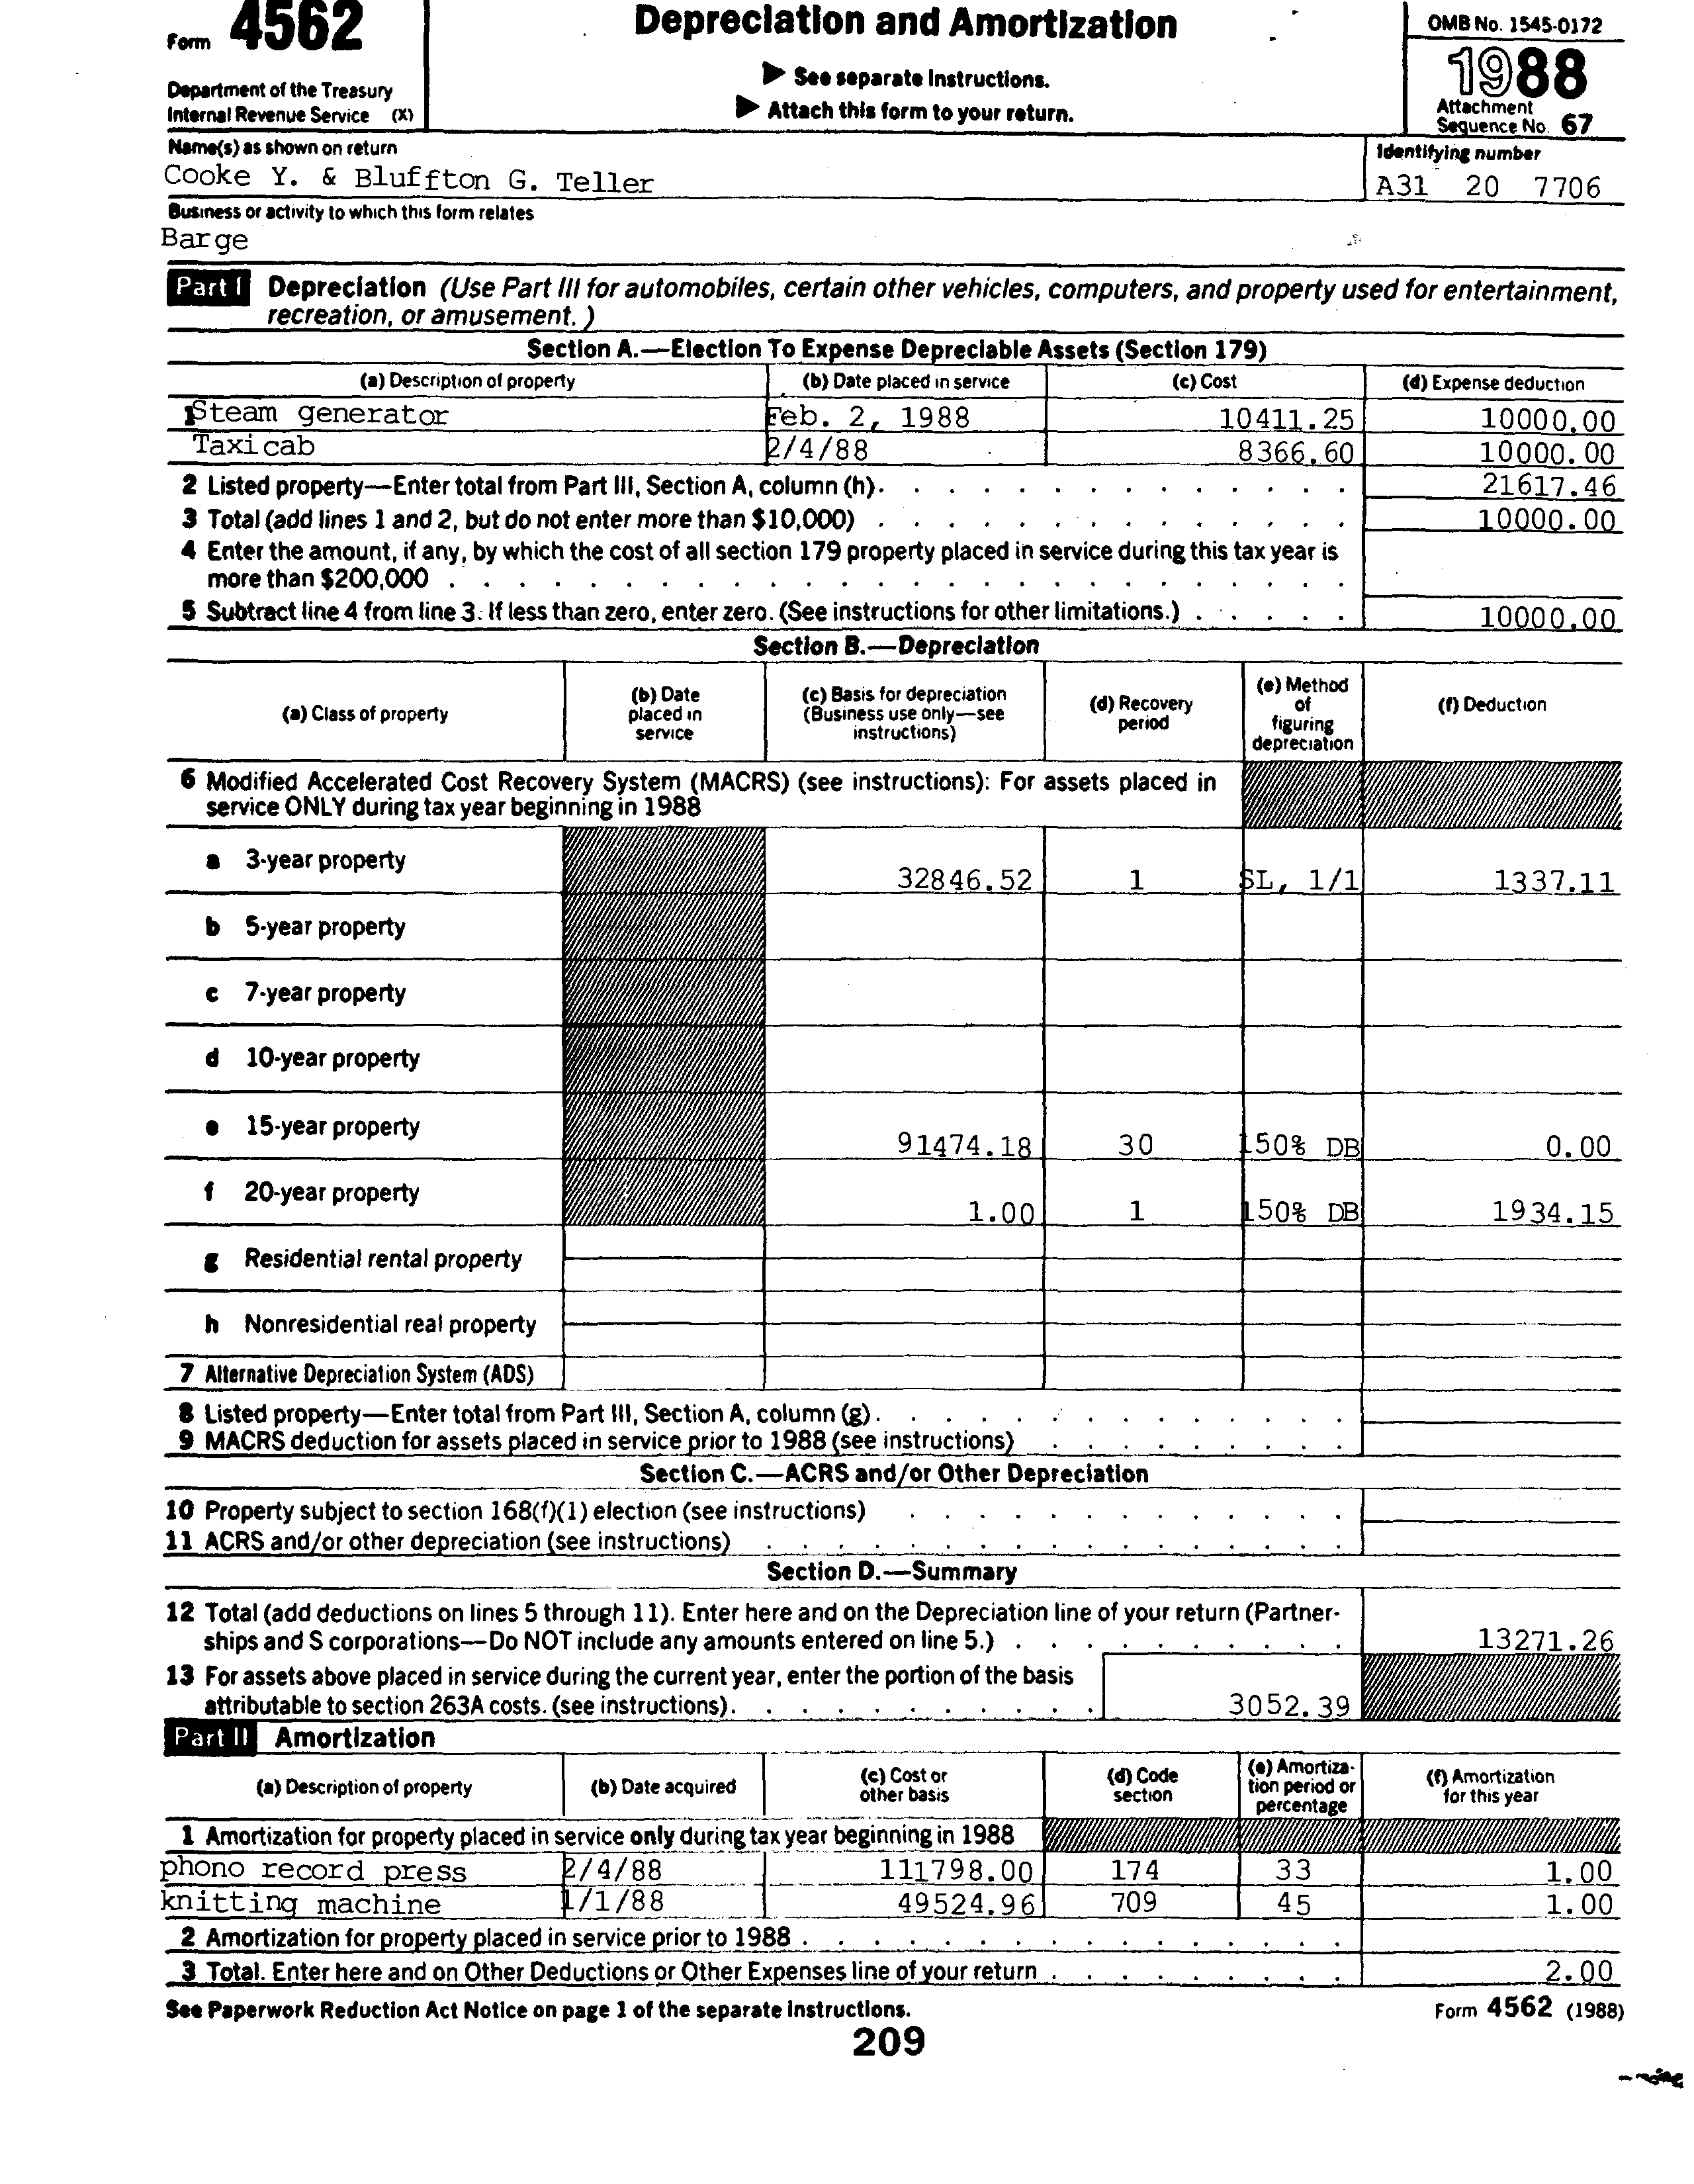 Form 4562
Department of the Treasury
Internal Revenue Service (X)
Depreciation and Amortization
▶ See separate instructions.
▶ Attach this form to your return.
OMB No. 1545-0172
1988
Attachment
Sequence No. 67
Name(s) as shown on return
Cooke Y. & Bluffton G. Teller
Identifying number
A31 20 7706
Business or activity to which this form relates
Barge
Part I Depreciation (Use Part III for automobiles, certain other vehicles, computers, and property used for entertainment,
recreation, or amusement.)
Section A.—Election To Expense Depreciable Assets (Section 179)
(a) Description of property (b) Date placed in service (c) Cost (d) Expense deduction
1 Steam generator Feb. 2, 1988 10411.25 10000.00
Taxicab 2/4/88 8366.60 10000.00
2 Listed property—Enter total from Part III, Section A, column (h). 21617.46
3 Total (add lines 1 and 2, but do not enter more than $10,000) 10000.00
4 Enter the amount, if any, by which the cost of all section 179 property placed in service during this tax year is
more than $200,000
5 Subtract line 4 from line 3. If less than zero, enter zero. (See instructions for other limitations.) 10000.00
Section B.—Depreciation
(a) Class of property
(b) Date
placed in
service
(c) Basis for depreciation
(Business use only—see
instructions)
(d) Recovery
period
(e) Method
of
figuring
depreciation
(f) Deduction
6 Modified Accelerated Cost Recovery System (MACRS) (see instructions): For assets placed in
service ONLY during tax year beginning in 1988
a 3-year property 32846.52 1 SL, 1/1 1337.11
b 5-year property
c 7-year property
d 10-year property
e 15-year property 91474.18 30 150% DB 0.00
f 20-year property 1.00 1 150% DB 1934.15
g Residential rental property
h Nonresidential real property
7 Alternative Depreciation System (ADS)
8 Listed property—Enter total from Part III, Section A, column (g).
9 MACRS deduction for assets placed in service prior to 1988 (see instructions)
Section C.—ACRS and/or Other Depreciation
10 Property subject to section 168(f)(1) election (see instructions)
11 ACRS and/or other depreciation (see instructions)
Section D.—Summary
12 Total (add deductions on lines 5 through 11). Enter here and on the Depreciation line of your return (Partner-
ships and S corporations—Do NOT include any amounts entered on line 5.) 13271.26
13 For assets above placed in service during the current year, enter the portion of the basis
attributable to section 263A costs. (see instructions). 3052.39
Part II Amortization
(a) Description of property
(b) Date acquired
(c) Cost or
other basis
(d) Code
section
(e) Amortiza-
tion period or
percentage
(f) Amortization
for this year
1 Amortization for property placed in service only during tax year beginning in 1988
phono record press 2/4/88 111798.00 174 33 1.00
knitting machine 1/1/88 49524.96 709 45 1.00
2 Amortization for property placed in service prior to 1988
3 Total. Enter here and on Other Deductions or Other Expenses line of your return 2.00
See Paperwork Reduction Act Notice on page 1 of the separate instructions.
Form 4562 (1988)
209